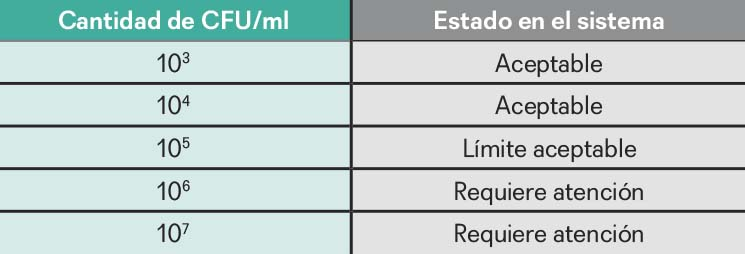 Cantidad de CFU/ml Estado en el sistema
10³ Aceptable
10⁴ Aceptable
10⁵ Límite aceptable
10⁶ Requiere atención
10⁷ Requiere atención